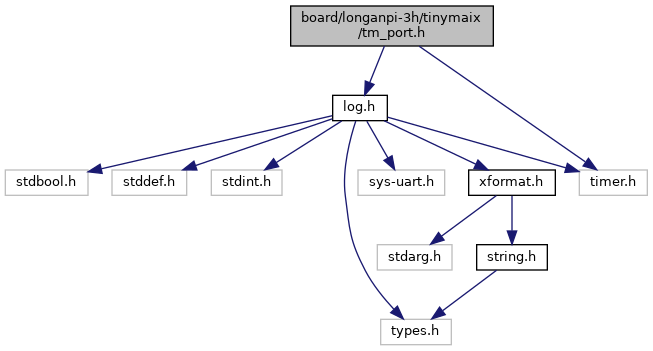 board/longanpi-3h/tinymaix
/tm_port.h
log.h
stdbool.h
stddef.h
stdint.h
sys-uart.h
xformat.h
timer.h
stdarg.h
string.h
types.h